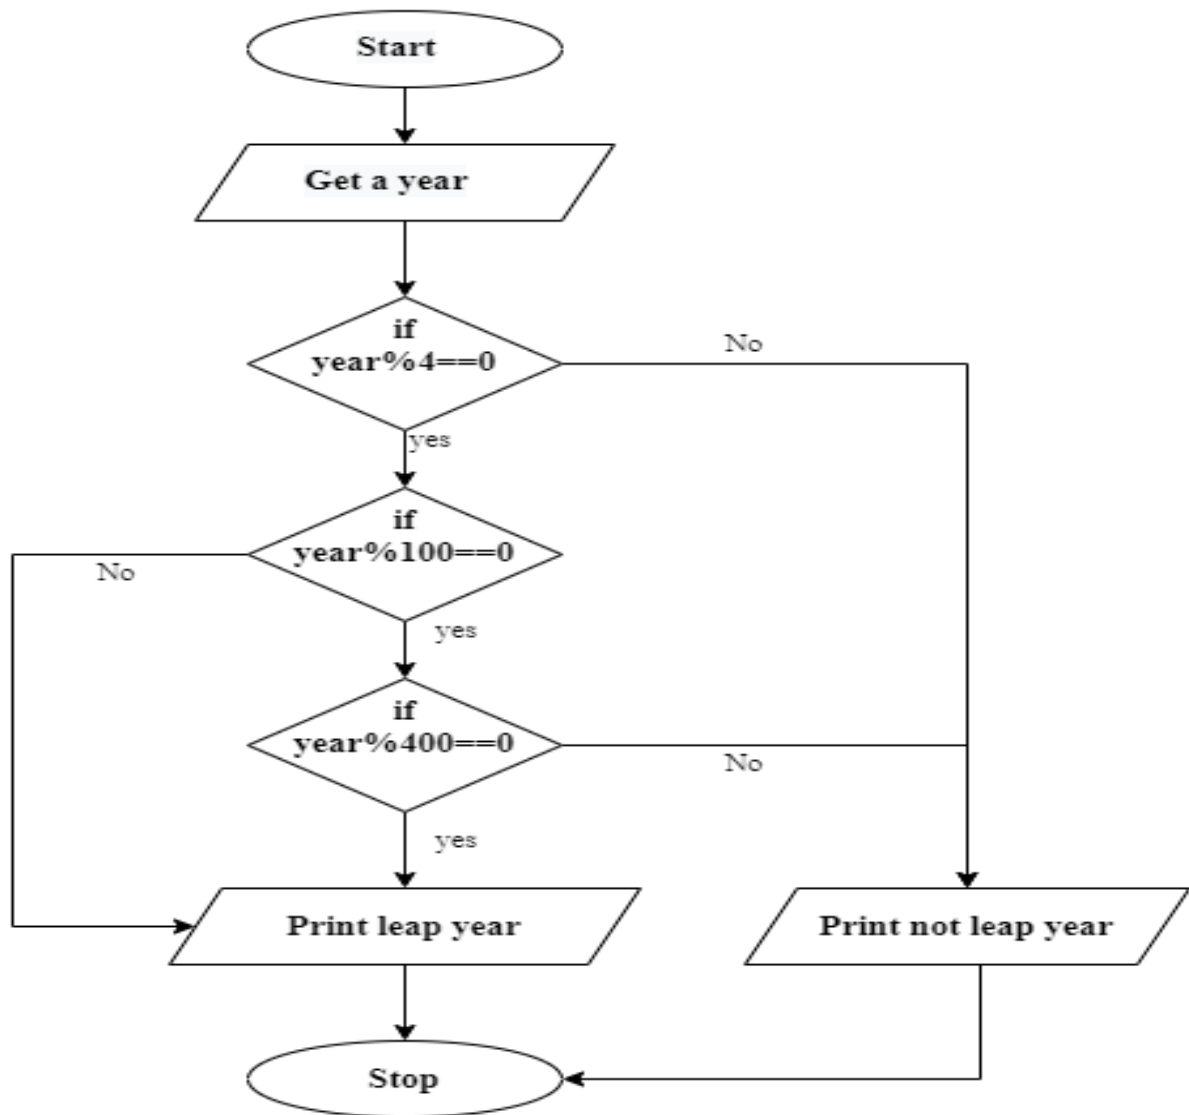 Start
Get a year
if
year%4==0
No
yes
if
year%100==0
No
yes
if
year%400==0
No
yes
Print leap year
Print not leap year
Stop